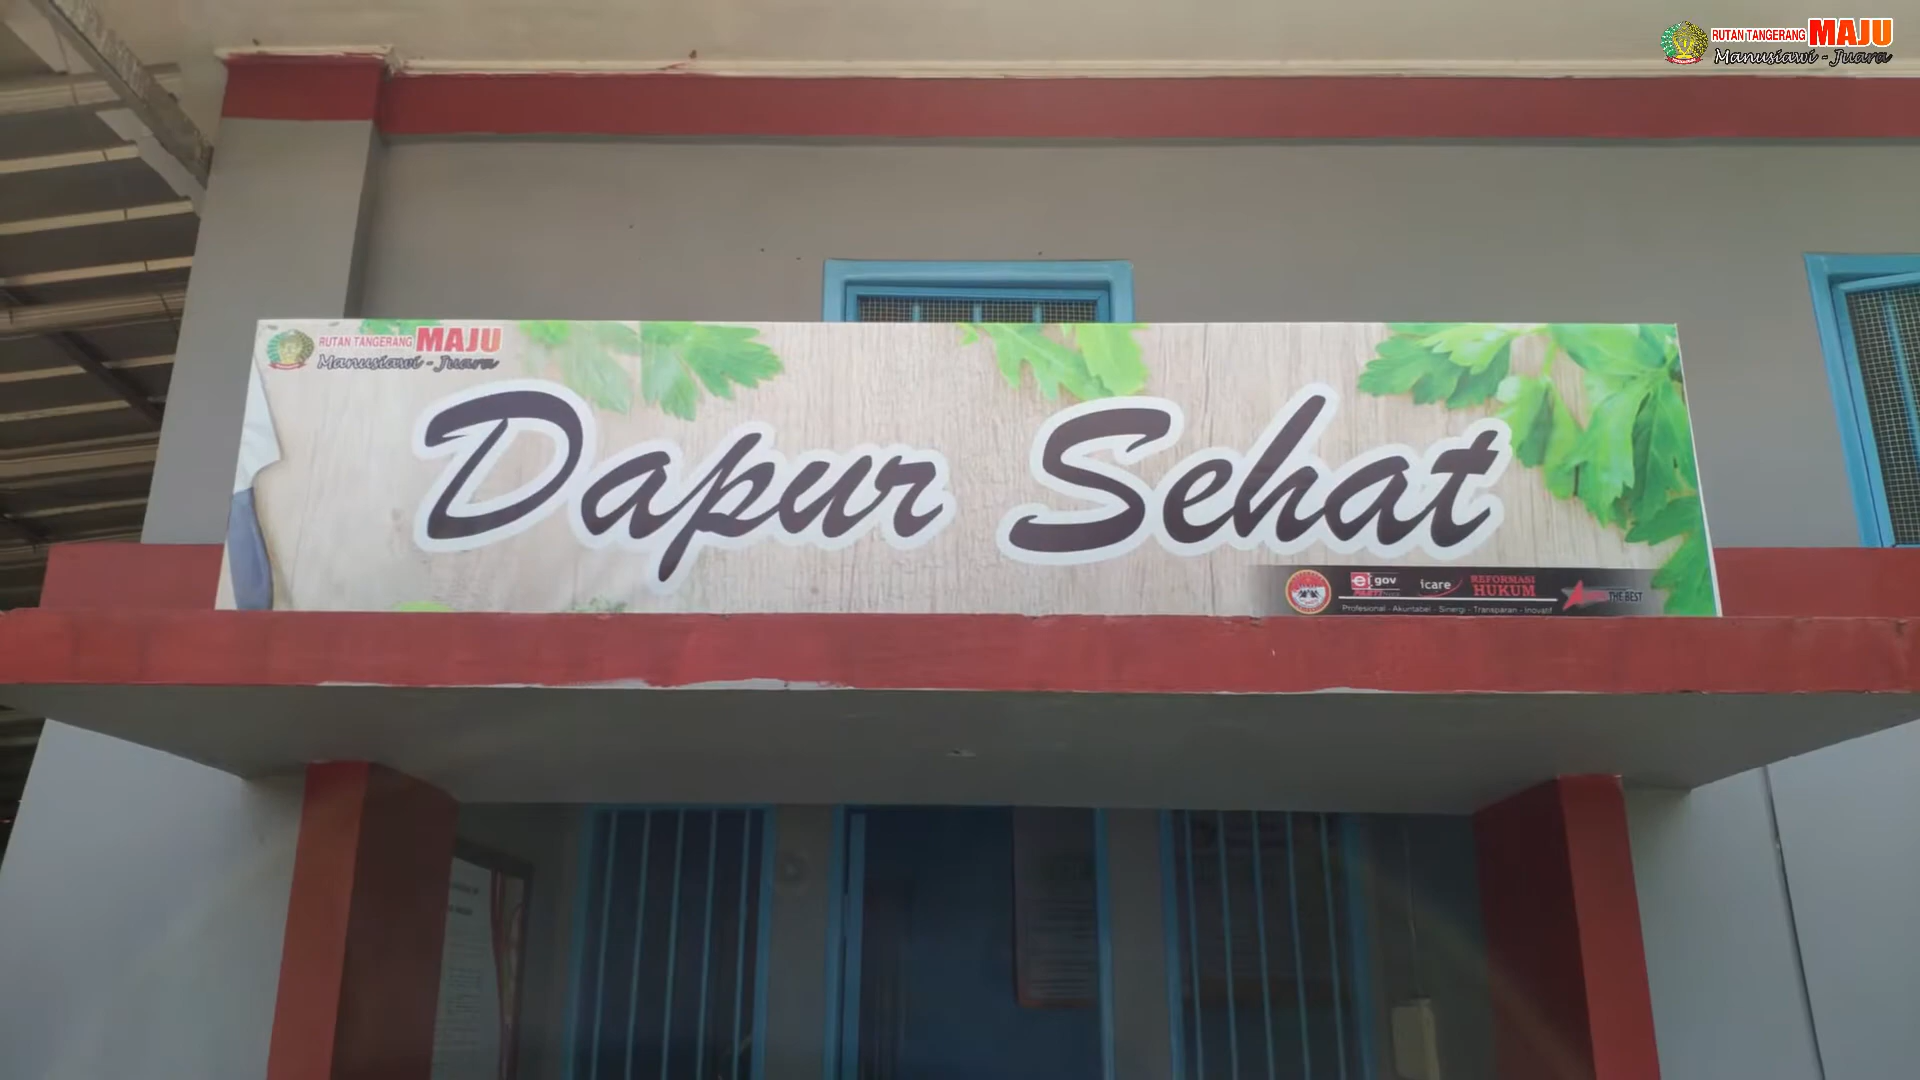 RUTAN TANGERANG MAJU
Manusiawi - Juara
RUTAN TANGERANG MAJU
Manusiawi - Juara
Dapur Sehat
e gov
icare
REFORMASI
HUKUM
THE BEST
Profesional - Akuntabel - Sinergi - Transparan - Inovatif